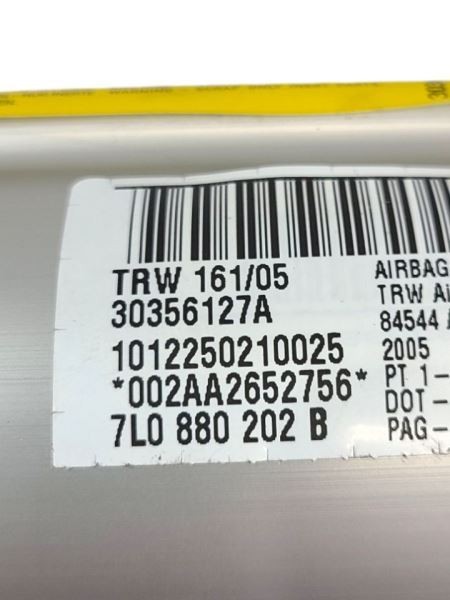 TRW 161/05
30356127A
1012250210025
*002AA2652756*
7L0 880 202 B
AIRBAG
TRW
84544
2005
PT 1-
DOT -
PAG -